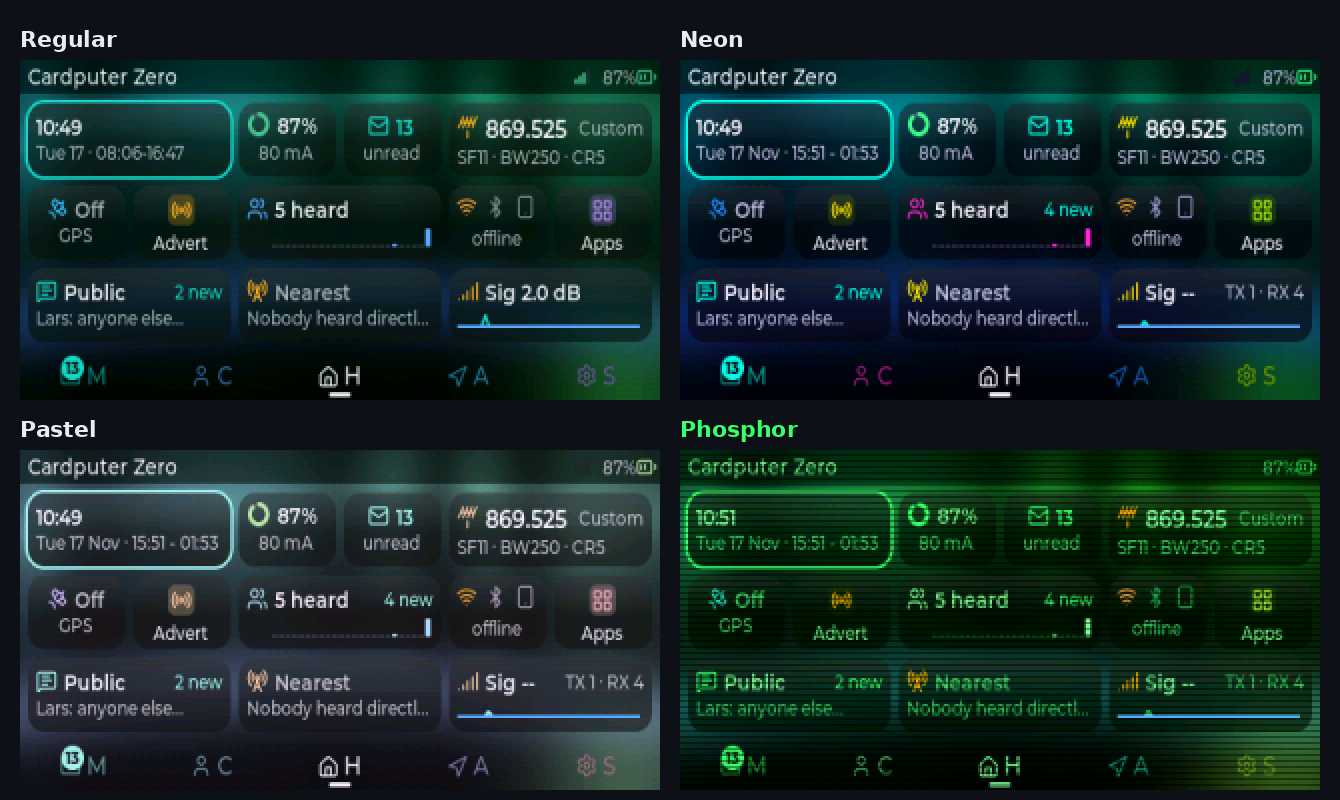 Regular
Cardputer Zero 87%
10:49
Tue 17 · 08:06-16:47
87%
80 mA
13
unread
869.525 Custom
SF11 · BW250 · CR5
Off
GPS
Advert
5 heard
offline
Apps
Public 2 new
Lars: anyone else...
Nearest
Nobody heard directl...
Sig 2.0 dB
13 M C H A S
Neon
Cardputer Zero 87%
10:49
Tue 17 Nov · 15:51 - 01:53
87%
80 mA
13
unread
869.525 Custom
SF11 · BW250 · CR5
Off
GPS
Advert
5 heard 4 new
offline
Apps
Public 2 new
Lars: anyone else...
Nearest
Nobody heard directl...
Sig -- TX 1 · RX 4
13 M C H A S
Pastel
Cardputer Zero 87%
10:49
Tue 17 Nov · 15:51 - 01:53
87%
80 mA
13
unread
869.525 Custom
SF11 · BW250 · CR5
Off
GPS
Advert
5 heard 4 new
offline
Apps
Public 2 new
Lars: anyone else...
Nearest
Nobody heard directl...
Sig -- TX 1 · RX 4
13 M C H A S
Phosphor
Cardputer Zero 87%
10:51
Tue 17 Nov · 15:51 - 01:53
87%
80 mA
13
unread
869.525 Custom
SF11 · BW250 · CR5
Off
GPS
Advert
5 heard 4 new
offline
Apps
Public 2 new
Lars: anyone else...
Nearest
Nobody heard directl...
Sig -- TX 1 · RX 4
13 M C H A S